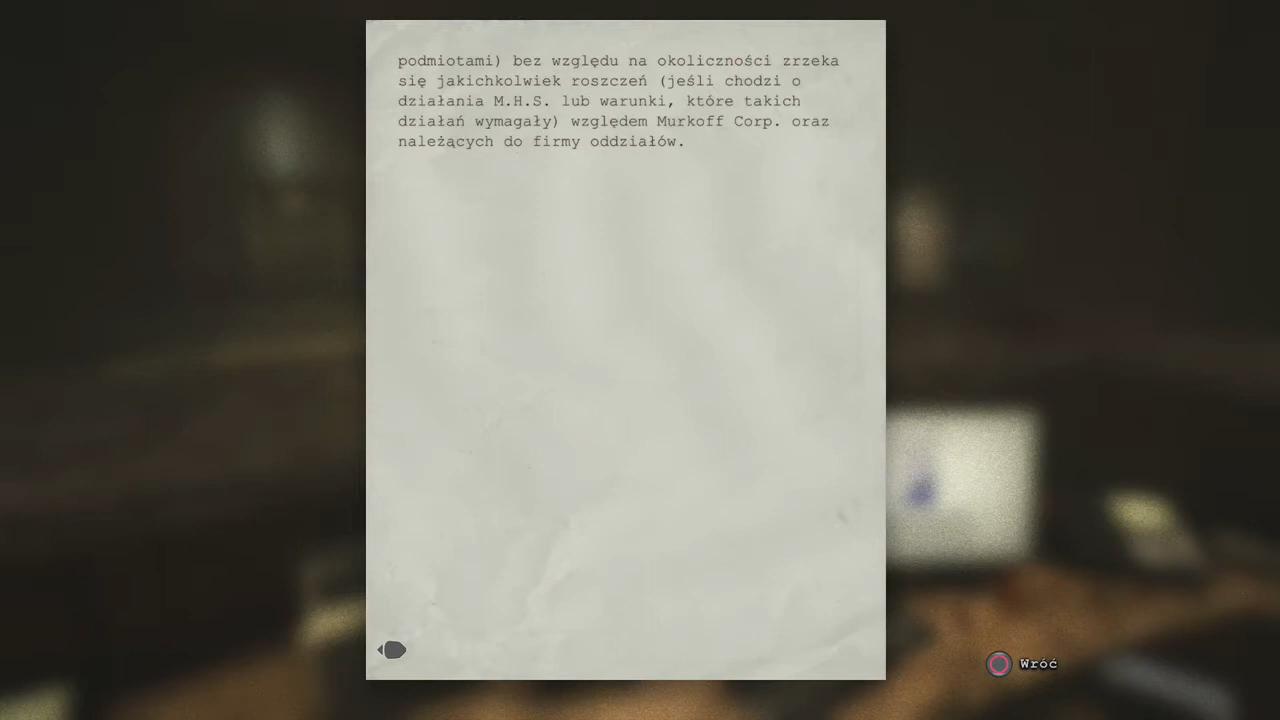 podmiotami) bez względu na okoliczności zrzeka
się jakichkolwiek roszczeń (jeśli chodzi o
działania M.H.S. lub warunki, które takich
działań wymagały) względem Murkoff Corp. oraz
należących do firmy oddziałów.
Wróć